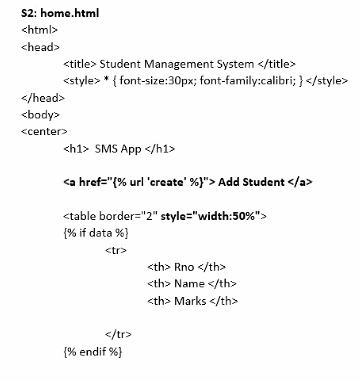 S2: home.html
<html>
<head>
<title> Student Management System </title>
<style> * { font-size:30px; font-family:calibri; } </style>
</head>
<body>
<center>
<h1> SMS App </h1>
<a href="{% url 'create' %}"> Add Student </a>
<table border="2" style="width:50%">
{% if data %}
<tr>
<th> Rno </th>
<th> Name </th>
<th> Marks </th>
</tr>
{% endif %}